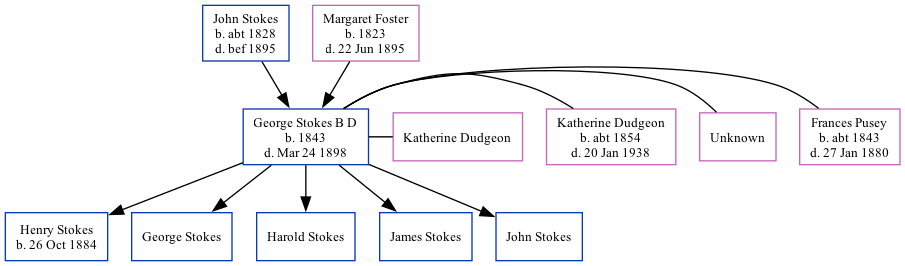 John Stokes
b. abt 1828
d. bef 1895
Margaret Foster
b. 1823
d. 22 Jun 1895
George Stokes B D
b. 1843
d. Mar 24 1898
Katherine Dudgeon
Katherine Dudgeon
b. abt 1854
d. 20 Jan 1938
Unknown
Frances Pusey
b. abt 1843
d. 27 Jan 1880
Henry Stokes
b. 26 Oct 1884
George Stokes
Harold Stokes
James Stokes
John Stokes